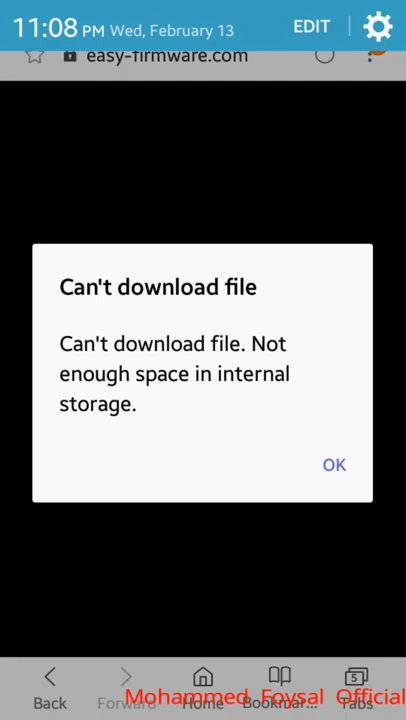 11:08 PM Wed, February 13 EDIT
easy-firmware.com
Can't download file
Can't download file. Not
enough space in internal
storage.
OK
5
Back Forward Home Bookmar... Tabs
Mohammed Foysal Official